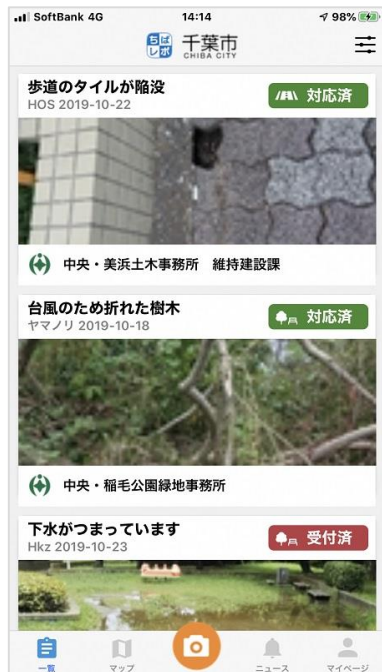 SoftBank 4G 14:14 98%
ちば
レポ
千葉市
CHIBA CITY
歩道のタイルが陥没
HOS 2019-10-22
対応済
中央・美浜土木事務所 維持建設課
台風のため折れた樹木
ヤマノリ 2019-10-18
対応済
中央・稲毛公園緑地事務所
下水がつまっています
Hkz 2019-10-23
受付済
一覧 マップ ニュース マイページ